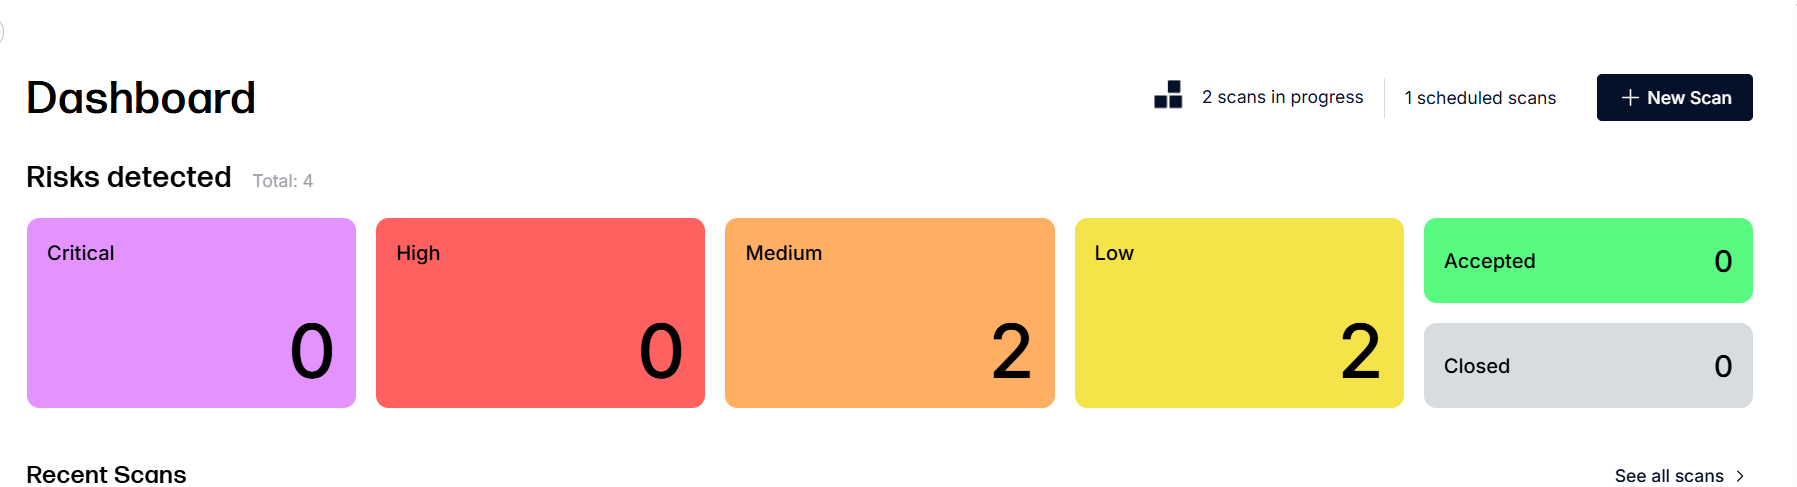 Dashboard
2 scans in progress
1 scheduled scans
+ New Scan
Risks detected
Total: 4
Critical
0
High
0
Medium
2
Low
2
Accepted
0
Closed
0
Recent Scans
See all scans